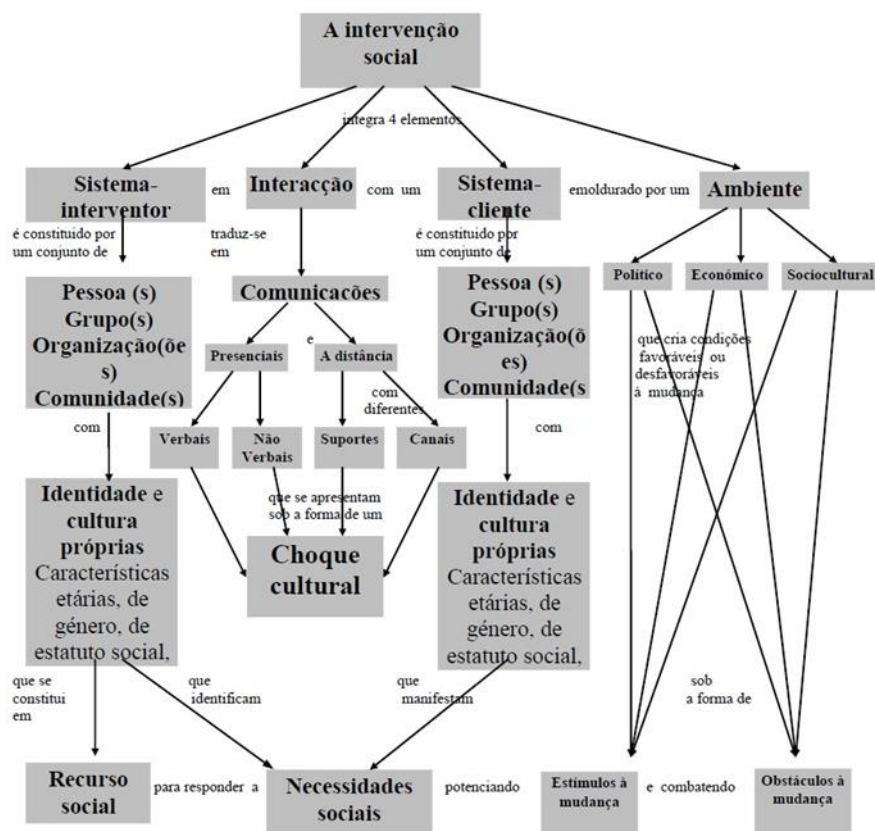 A intervenção
social
integra 4 elementos
Sistema-
interventor
em
Interacção
com um
Sistema-
cliente
emoldurado por um
Ambiente
é constituido por
um conjunto de
traduz-se
em
é constituido por
um conjunto de
Político
Económico
Sociocultural
Pessoa (s)
Grupo(s)
Organização(õe
s)
Comunidade(s)
Comunicacões
Pessoa (s)
Grupo(s)
Organização(õ
es)
Comunidade(s
Presenciais
e
A distância
que cria condições
favoráveis ou
desfavoráveis
à mudança
com
diferentes
com
Verbais
Não
Verbais
Suportes
Canais
com
Identidade e
cultura
próprias
Características
etárias, de
género, de
estatuto social,
que se apresentam
sob a forma de um
Choque
cultural
Identidade e
cultura
próprias
Características
etárias, de
género, de
estatuto social,
que se
constitui
em
que
identificam
que
manifestam
sob
a forma de
Recurso
social
para responder a
Necessidades
sociais
potenciando
Estímulos à
mudança
e combatendo
Obstáculos à
mudança